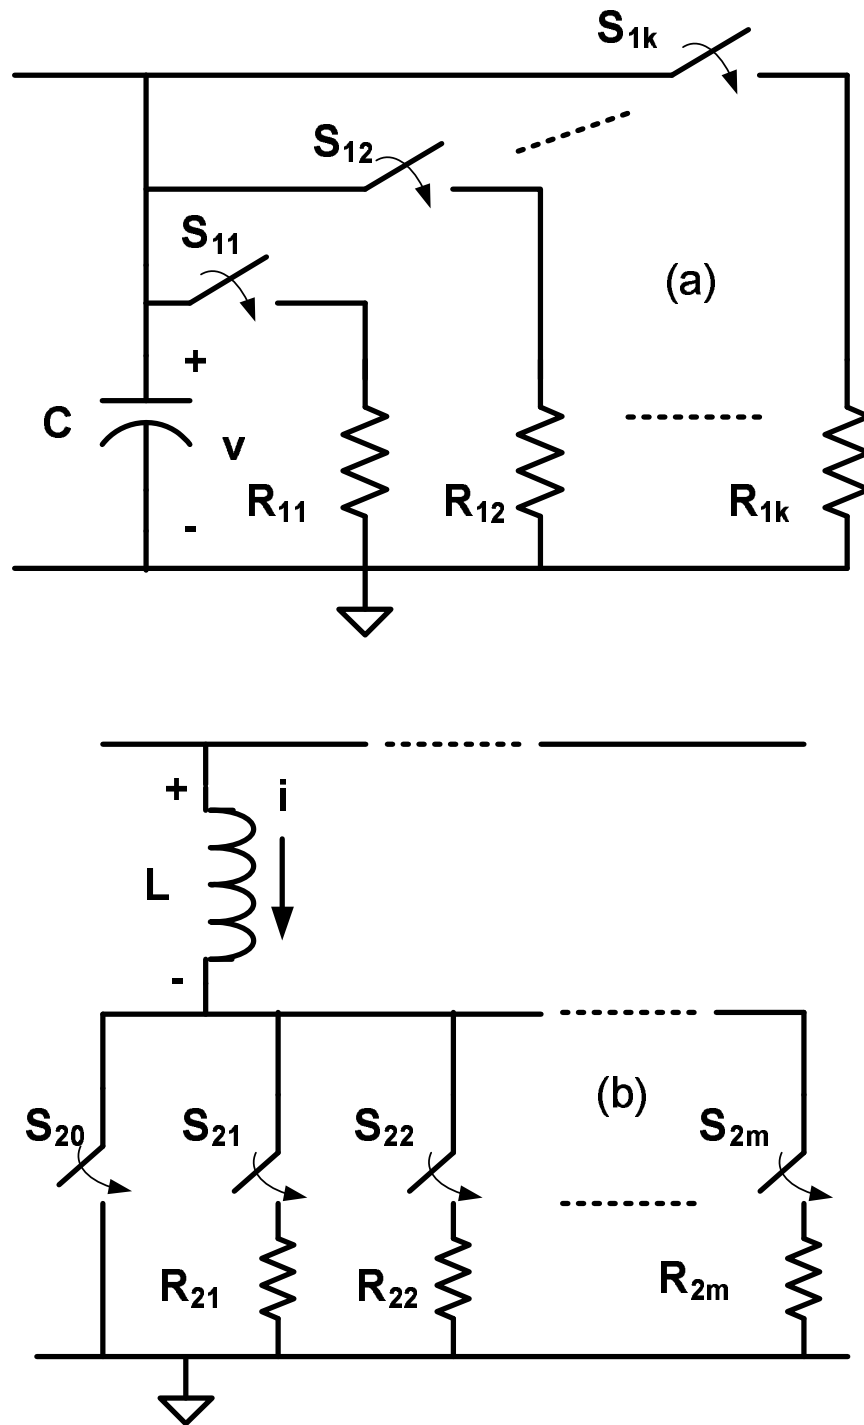 S1k
S12
S11
(a)
+
C
v
-
R11
R12
R1k
+
i
L
-
(b)
S20
S21
S22
S2m
R21
R22
R2m